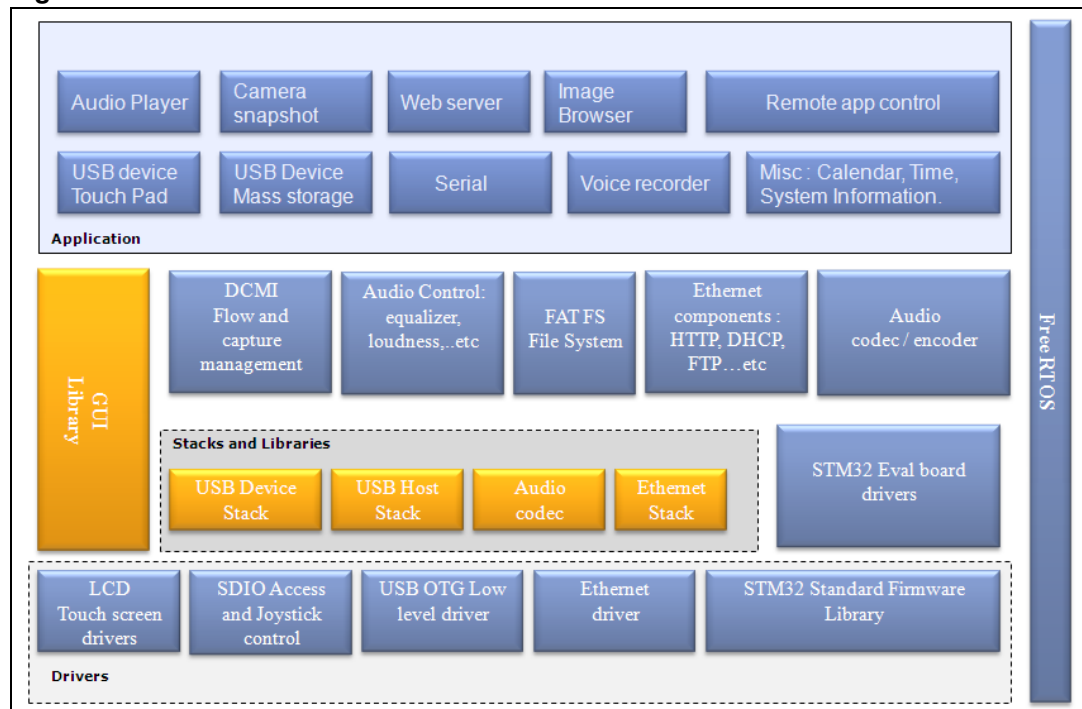 Audio Player
Camera
snapshot
Web server
Image
Browser
Remote app control
USB device
Touch Pad
USB Device
Mass storage
Serial
Voice recorder
Misc : Calendar, Time,
System Information.
Application
GUI
Library
DCMI
Flow and
capture
management
Audio Control:
equalizer,
loudness,..etc
FAT FS
File System
Ethernet
components :
HTTP, DHCP,
FTP…etc
Audio
codec / encoder
Free RTOS
Stacks and Libraries
USB Device
Stack
USB Host
Stack
Audio
codec
Ethernet
Stack
STM32 Eval board
drivers
LCD
Touch screen
drivers
SDIO Access
and Joystick
control
USB OTG Low
level driver
Ethernet
driver
STM32 Standard Firmware
Library
Drivers